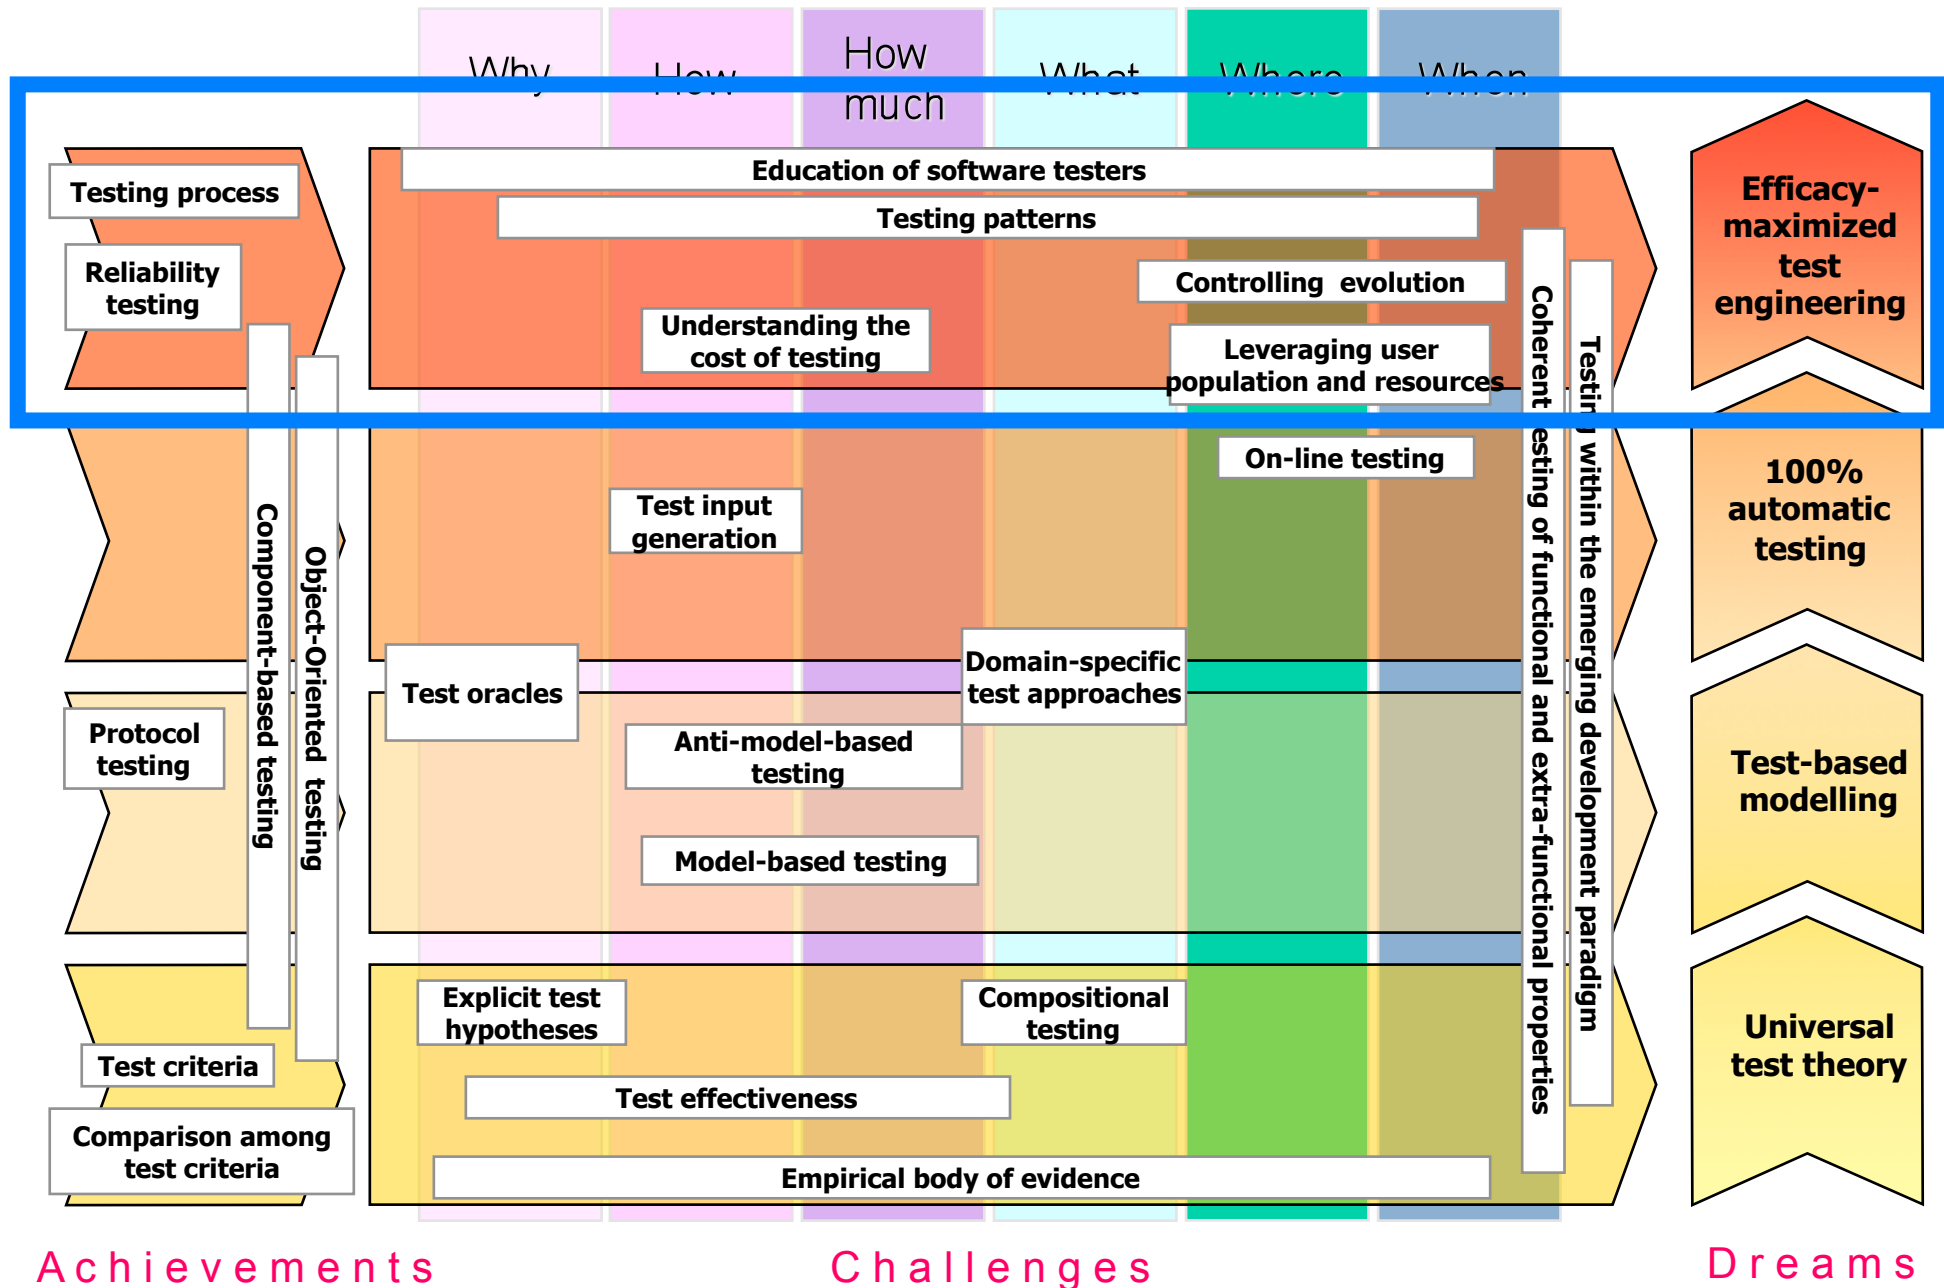 Why
How
How
much
What
Where
When
Testing process
Reliability
testing
Education of software testers
Testing patterns
Controlling evolution
Understanding the
cost of testing
Leveraging user
population and resources
Efficacy-
maximized
test
engineering
Component-based testing
Object-Oriented testing
On-line testing
Test input
generation
Coherent testing of functional and extra-functional properties
Testing within the emerging development paradigm
100%
automatic
testing
Protocol
testing
Test oracles
Domain-specific
test approaches
Anti-model-based
testing
Model-based testing
Test-based
modelling
Test criteria
Comparison among
test criteria
Explicit test
hypotheses
Compositional
testing
Test effectiveness
Empirical body of evidence
Universal
test theory
Achievements
Challenges
Dreams